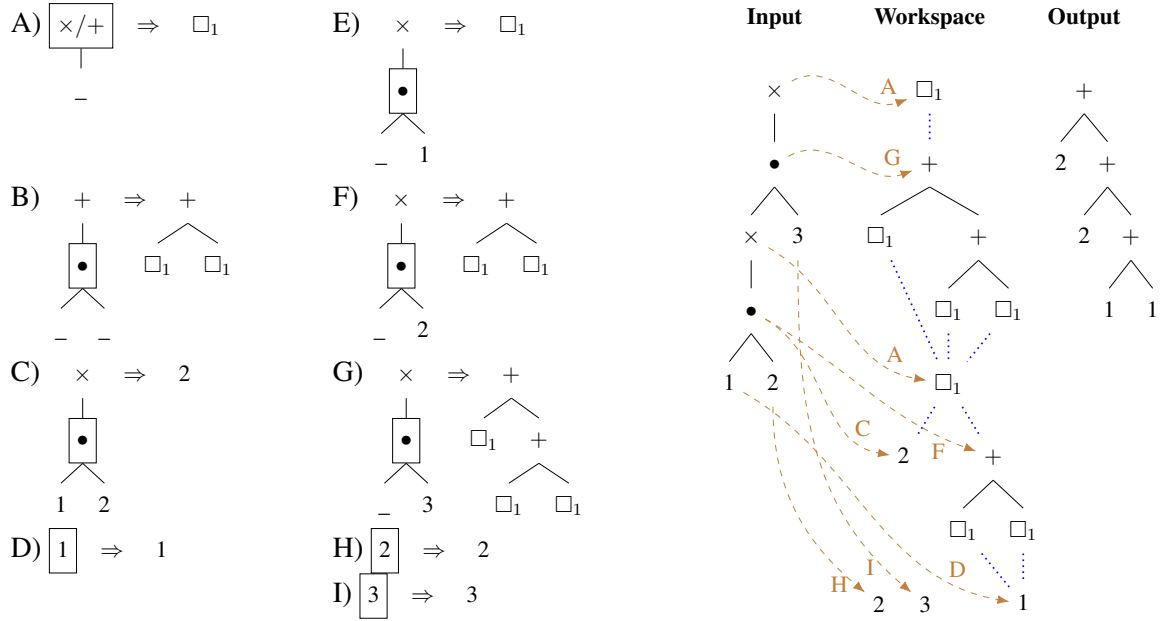 Input Workspace Output
A) ×/+ ⇒ □₁
–
E) × ⇒ □₁
•
– 1
B) + ⇒ +
•
□₁ □₁
– –
F) × ⇒ +
•
□₁ □₁
– 2
C) × ⇒ 2
•
1 2
G) × ⇒ +
•
□₁ +
– 3
□₁ □₁
D) 1 ⇒ 1
H) 2 ⇒ 2
I) 3 ⇒ 3
× A □₁ +
• G + 2 +
× 3 □₁ + 2 +
• □₁ □₁ 1 1
1 2 A □₁
C 2 F +
□₁ □₁
H I D
2 3 1